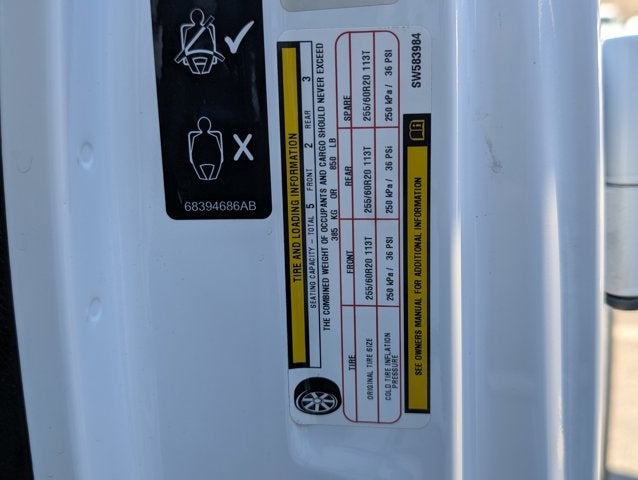 68394686AB
TIRE AND LOADING INFORMATION
SEATING CAPACITY - TOTAL 5 FRONT 2 REAR 3
THE COMBINED WEIGHT OF OCCUPANTS AND CARGO SHOULD NEVER EXCEED
385 KG OR 850 LB
TIRE FRONT REAR SPARE
ORIGINAL TIRE SIZE 255/60R20 113T 255/60R20 113T 255/60R20 113T
COLD TIRE INFLATION PRESSURE 250 kPa / 36 PSI 250 kPa / 36 PSi 250 kPa / 36 PSI
SEE OWNERS MANUAL FOR ADDITIONAL INFORMATION
SW583984